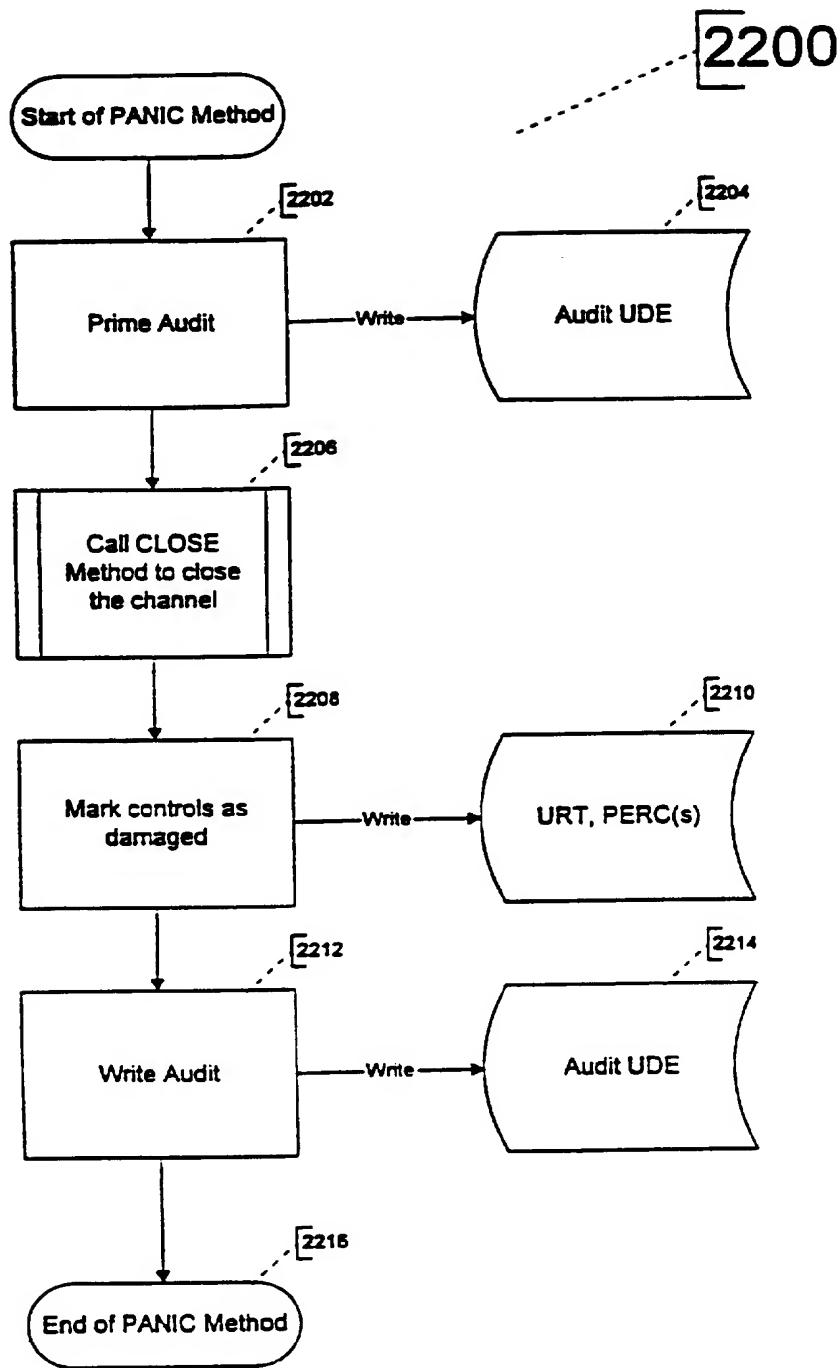 2200
Start of PANIC Method
2202
2204
Prime Audit
Write
Audit UDE
2206
Call CLOSE
Method to close
the channel
2208
2210
Mark controls as
damaged
Write
URT, PERC(s)
2212
2214
Write Audit
Write
Audit UDE
2216
End of PANIC Method